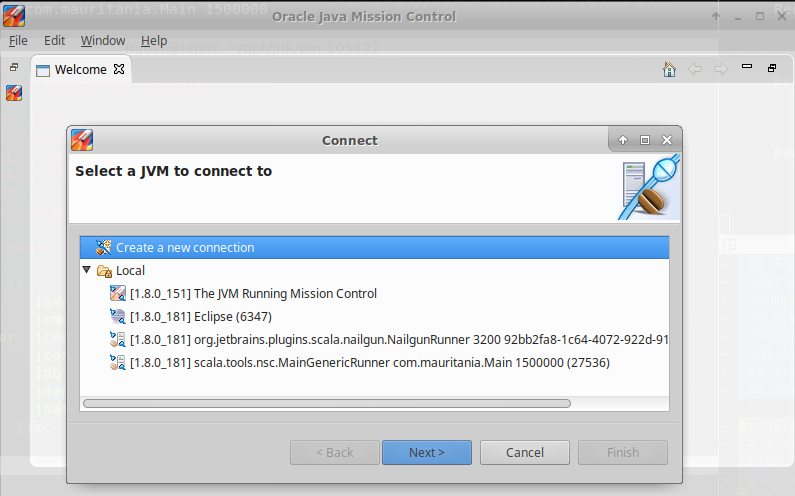 com.mauritania.Main 1500000
Oracle Java Mission Control
File Edit Window Help
Welcome
Connect
Select a JVM to connect to
Create a new connection
Local
[1.8.0_151] The JVM Running Mission Control
[1.8.0_181] Eclipse (6347)
[1.8.0_181] org.jetbrains.plugins.scala.nailgun.NailgunRunner 3200 92bb2fa8-1c64-4072-922d-91
[1.8.0_181] scala.tools.nsc.MainGenericRunner com.mauritania.Main 1500000 (27536)
< Back Next > Cancel Finish